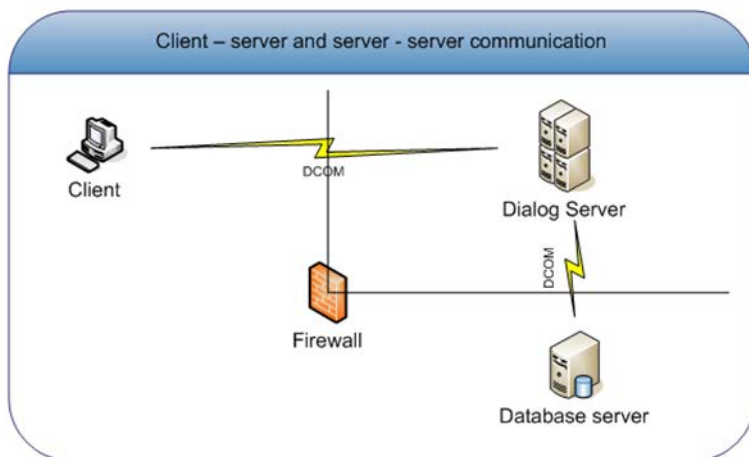 Client – server and server - server communication
Client
DCOM
Dialog Server
DCOM
Firewall
Database server